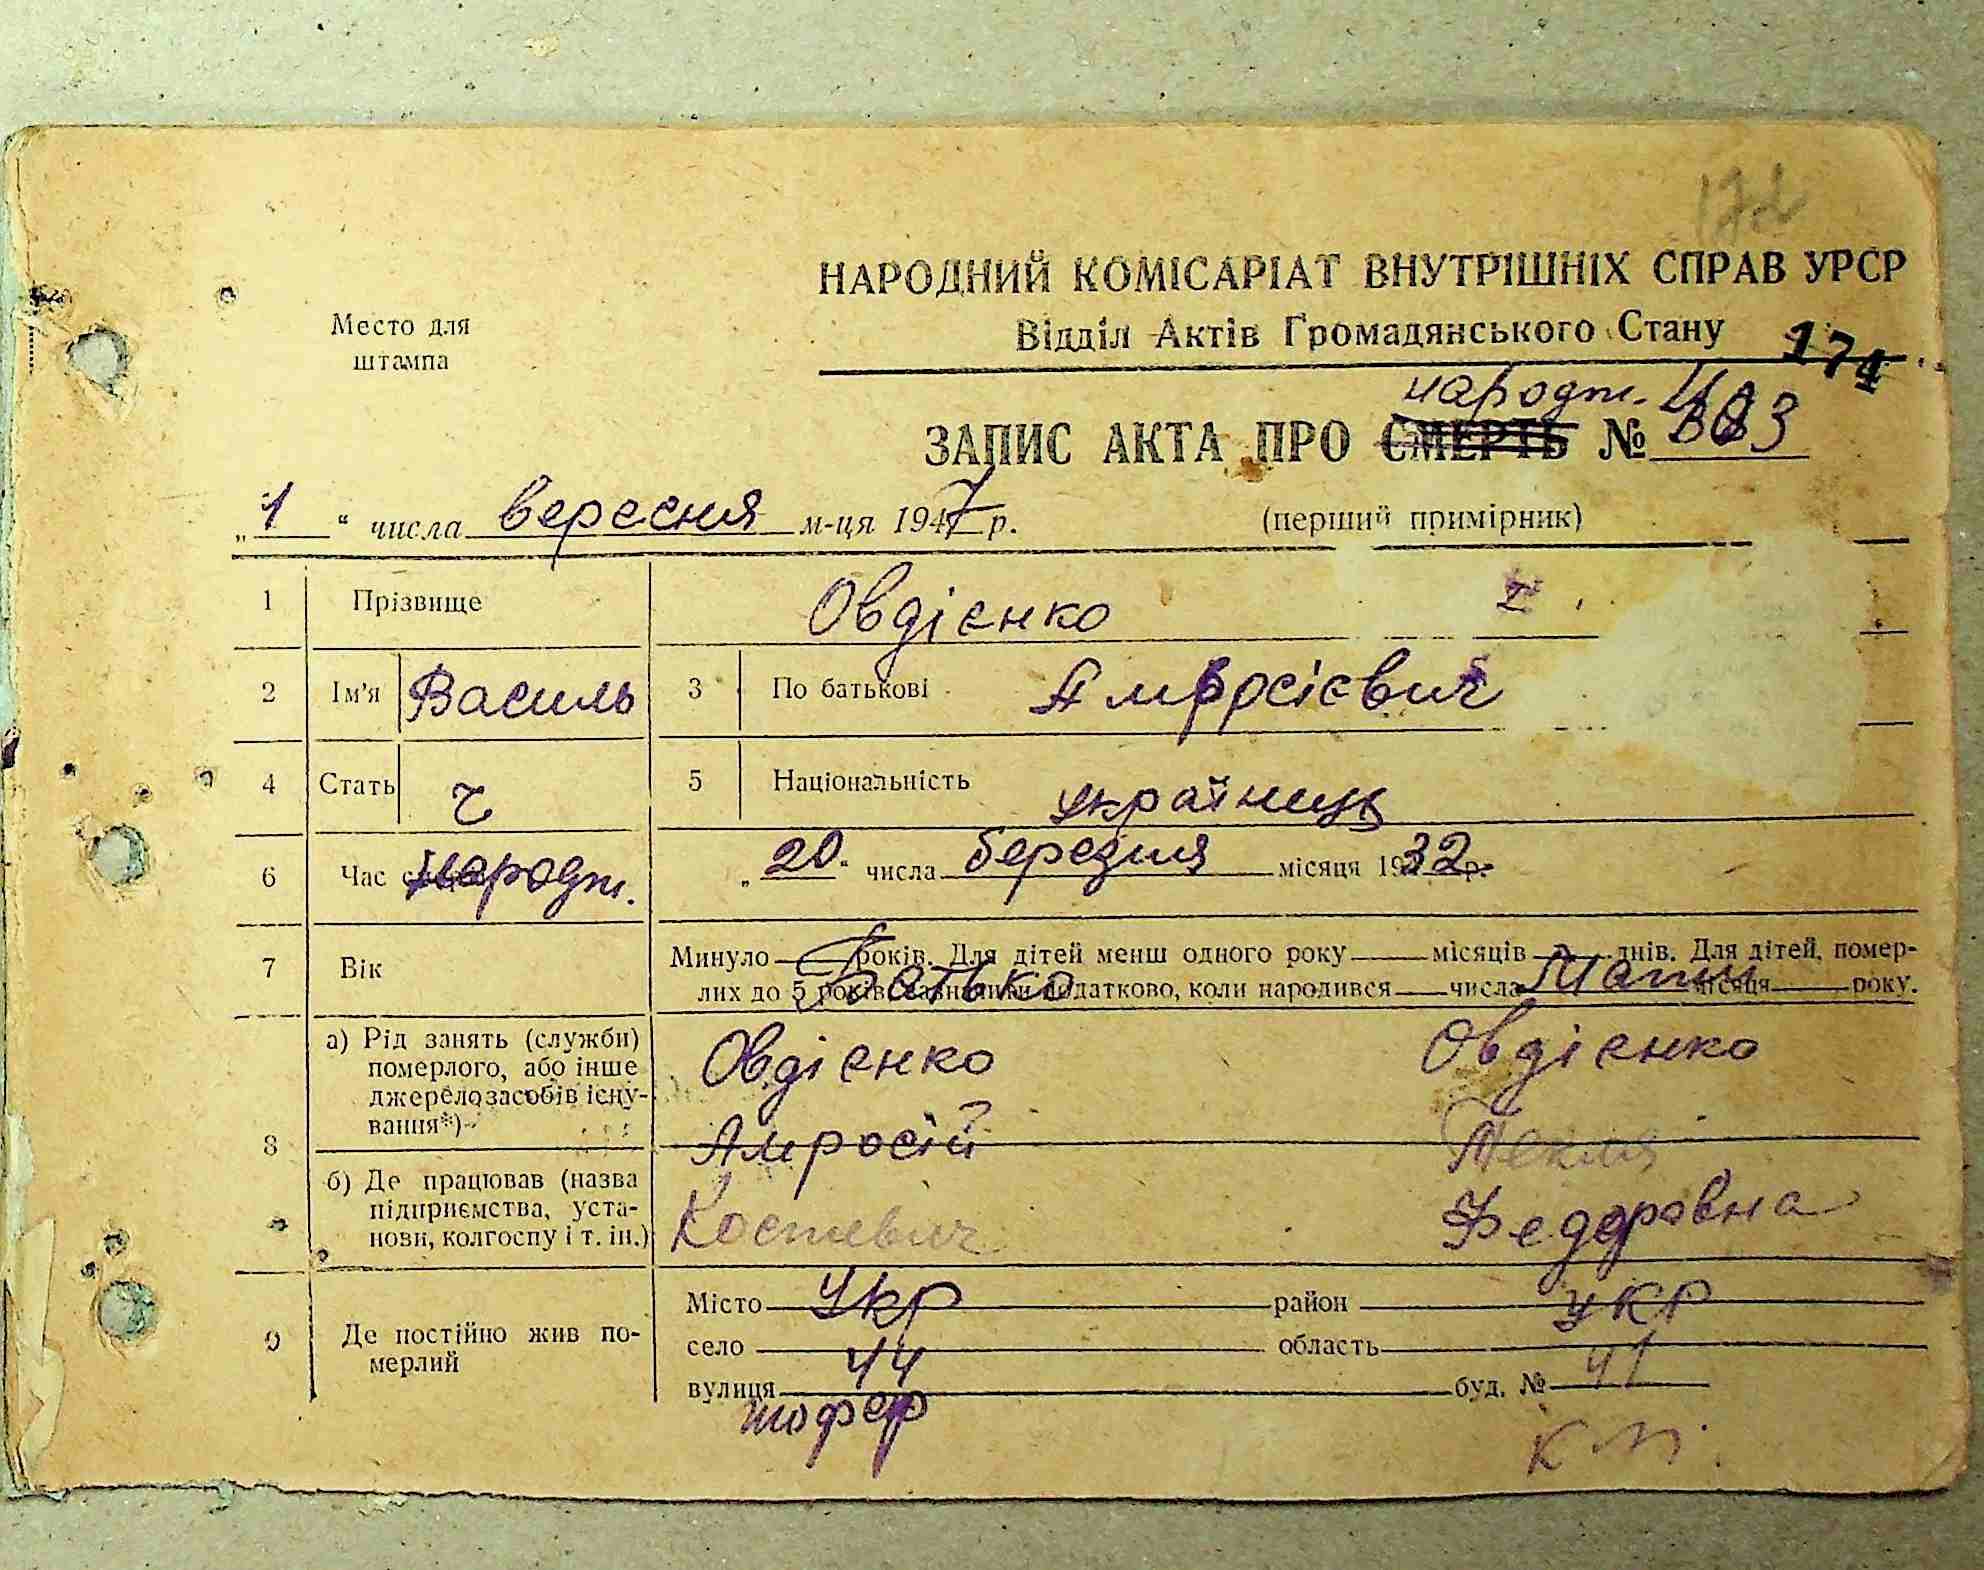 172
НАРОДНИЙ КОМІСАРІАТ ВНУТРІШНІХ СПРАВ УРСР
Место для штампа
Відділ Актів Громадянського Стану
174
народж.
ЗАПИС АКТА ПРО СМЕРТЬ №
„1" числа вересня м-ця 1947 р. (перший примірник)
1 Прізвище Овдієнко I
2 Ім'я Василь 3 По батькові Амбросієвич
4 Стать ч 5 Національність українець
6 Час народж. „20" числа березня місяця 1932 р.
7 Вік Минуло року. Для дітей менш одного року місяців днів. Для дітей, помер-
лих до 5 років зазначити додатково, коли народився числа місяця року.
Батько Мати
8 а) Рід занять (служби) померлого, або інше джерело засобів існу-вання*) Овдієнко Овдієнко
Амросій Текля
б) Де працював (назва підприємства, уста-нови, колгоспу і т. ін.) Костевич Федоровна
9 Де постійно жив по-мерлий
Місто укр район укр
село 44 область 41
вулиця буд. №
шофер к м.